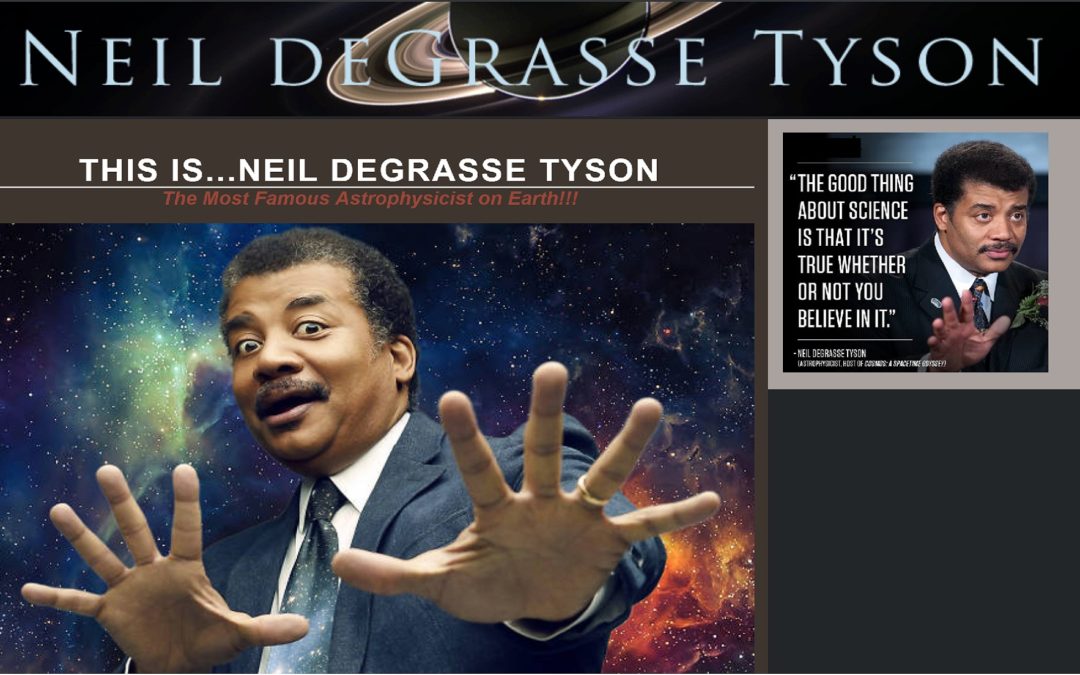 NEIL DEGRASSE TYSON
THIS IS...NEIL DEGRASSE TYSON
The Most Famous Astrophysicist on Earth!!!
“THE GOOD THING
ABOUT SCIENCE
IS THAT IT’S
TRUE WHETHER
OR NOT YOU
BELIEVE IN IT.”
- NEIL DEGRASSE TYSON
(ASTROPHYSICIST, HOST OF COSMOS: A SPACETIME ODYSSEY)